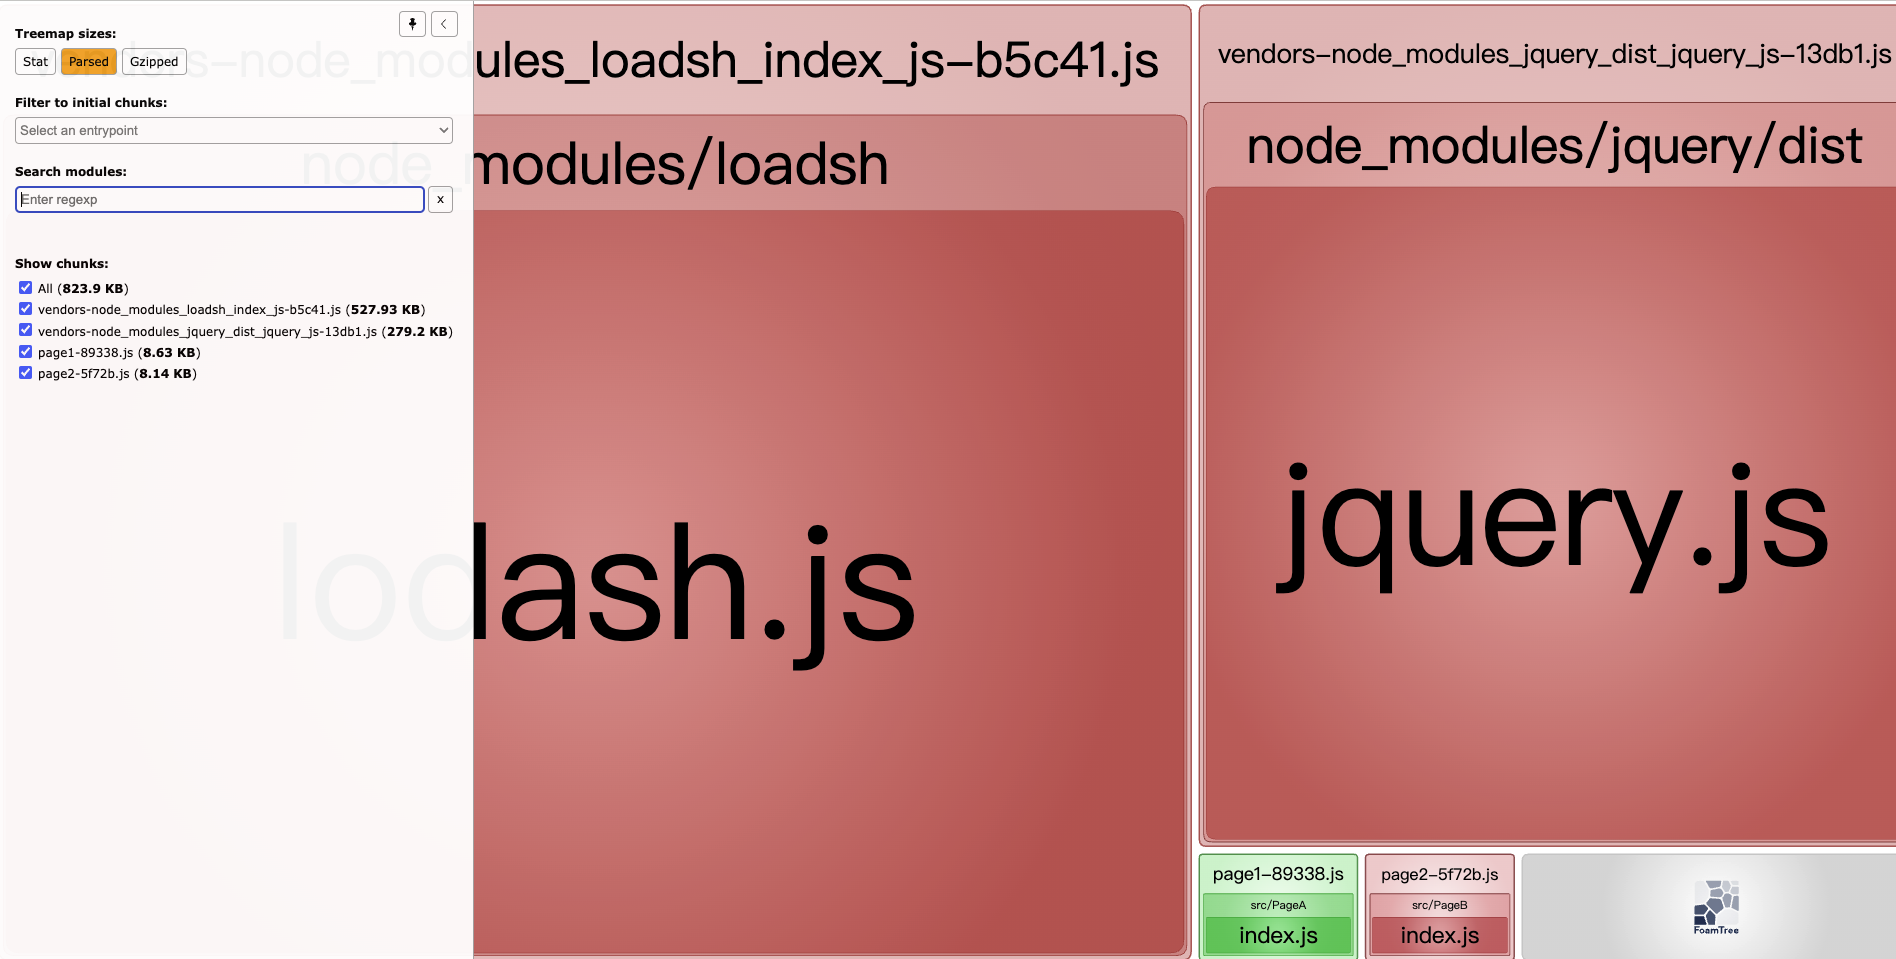 Treemap sizes:
Stat Parsed Gzipped
Filter to initial chunks:
Select an entrypoint
Search modules:
Enter regexp x
Show chunks:
All (823.9 KB)
vendors-node_modules_loadsh_index_js-b5c41.js (527.93 KB)
vendors-node_modules_jquery_dist_jquery_js-13db1.js (279.2 KB)
page1-89338.js (8.63 KB)
page2-5f72b.js (8.14 KB)
vendors-node_modules_loadsh_index_js-b5c41.js
node_modules/loadsh
lodash.js
vendors-node_modules_jquery_dist_jquery_js-13db1.js
node_modules/jquery/dist
jquery.js
page1-89338.js
src/PageA
index.js
page2-5f72b.js
src/PageB
index.js
FoamTree